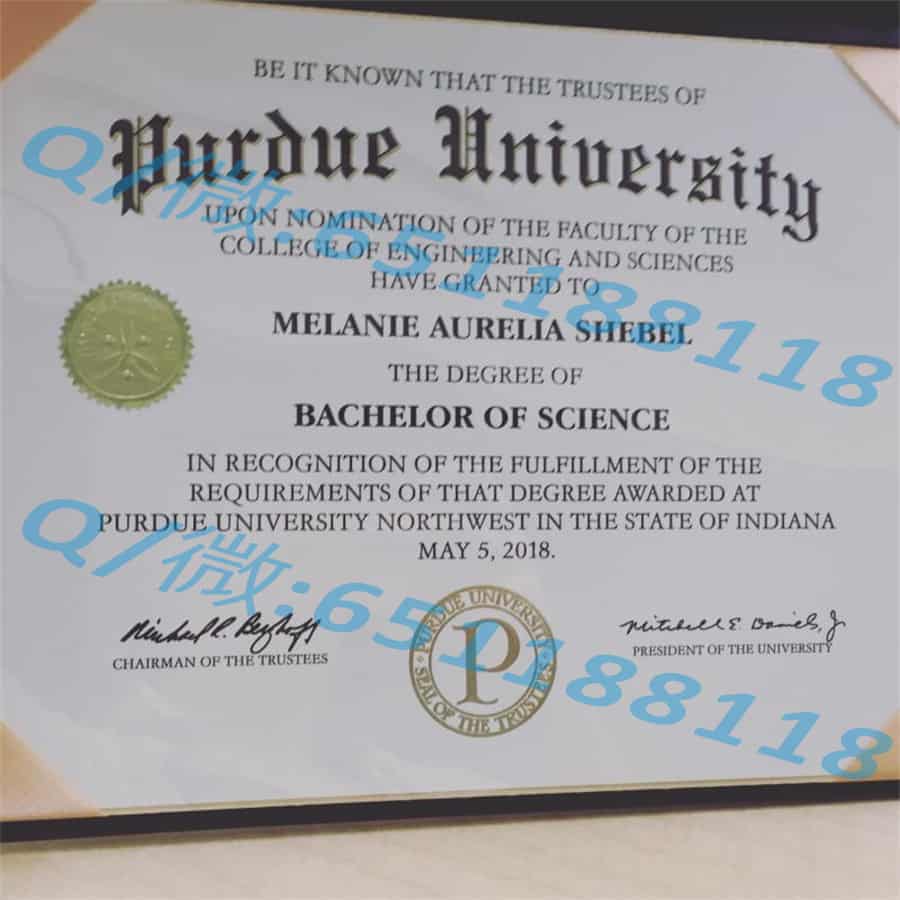 BE IT KNOWN THAT THE TRUSTEES OF
Purdue University
UPON NOMINATION OF THE FACULTY OF THE
COLLEGE OF ENGINEERING AND SCIENCES
HAVE GRANTED TO
MELANIE AURELIA SHEBEL
THE DEGREE OF
BACHELOR OF SCIENCE
IN RECOGNITION OF THE FULFILLMENT OF THE
REQUIREMENTS OF THAT DEGREE AWARDED AT
PURDUE UNIVERSITY NORTHWEST IN THE STATE OF INDIANA
MAY 5, 2018.
CHAIRMAN OF THE TRUSTEES
PURDUE UNIVERSITY
P
SEAL OF THE TRUSTEES
Mitchell E. Daniels, Jr
PRESIDENT OF THE UNIVERSITY
Q/微:651188118
Q/微:651188118